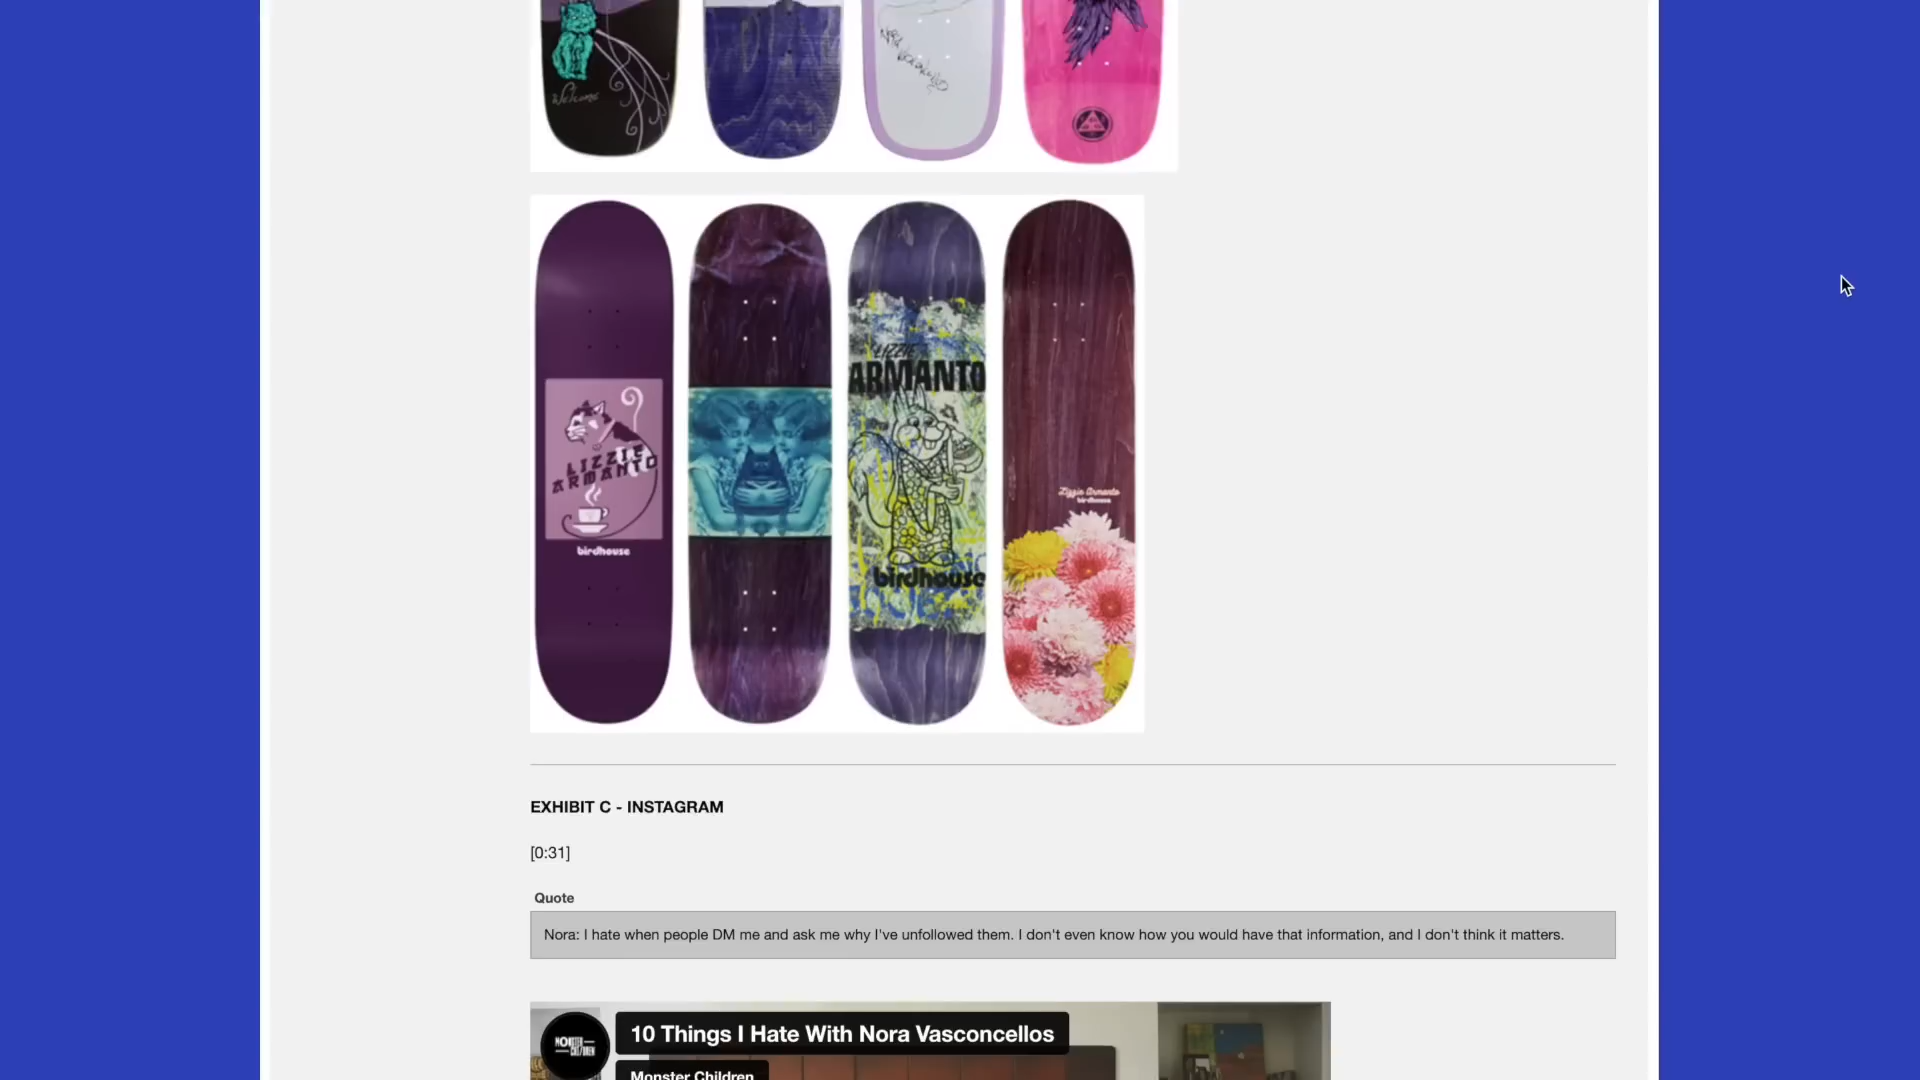 Welcome
LIZZIE
ARMANTO
birdhouse
LIZZIE
ARMANTO
birdhouse
Lizzie Armanto
birdhouse
EXHIBIT C - INSTAGRAM
[0:31]
Quote
Nora: I hate when people DM me and ask me why I've unfollowed them. I don't even know how you would have that information, and I don't think it matters.
MONSTER
CHILDREN
10 Things I Hate With Nora Vasconcellos
Monster Children